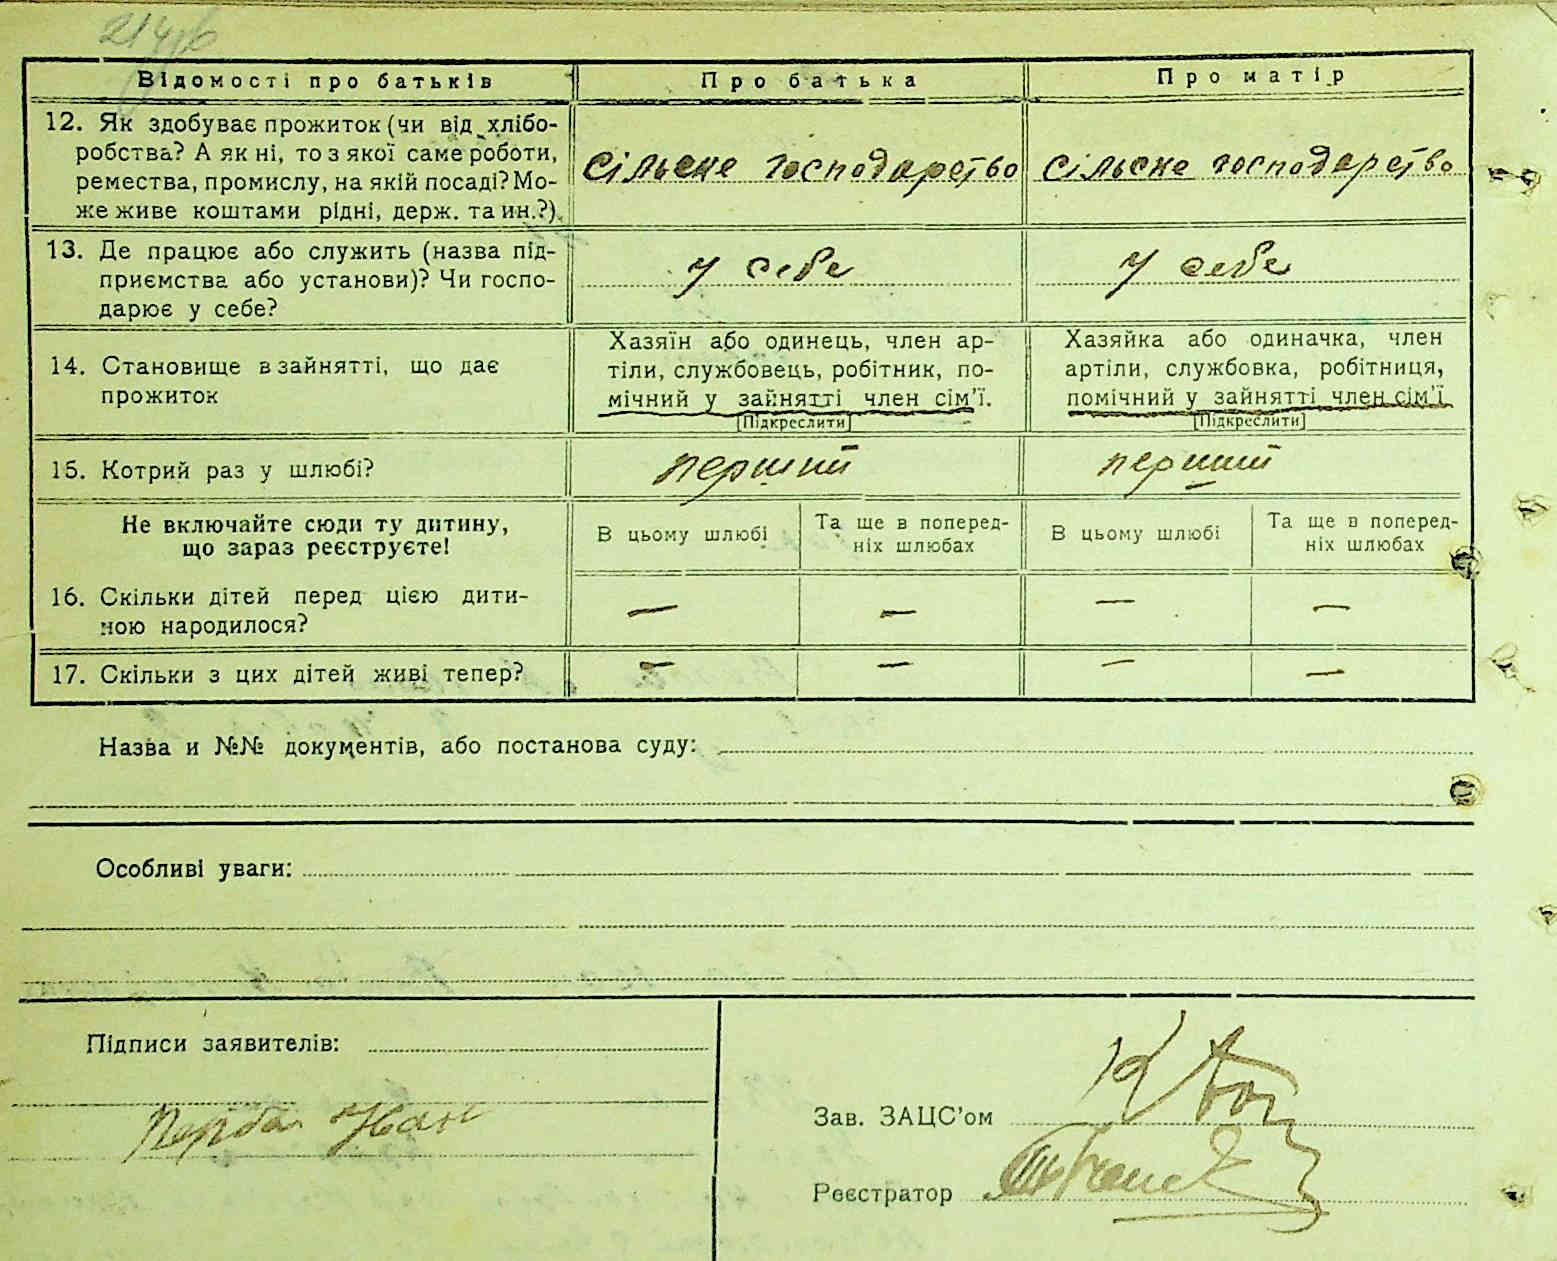 Відомості про батьків
Про батька
Про матір
12. Як здобуває прожиток (чи від хлібо-
робства? А як ні, то з якої саме роботи,
ремества, промислу, на якій посаді? Мо-
же живе коштами рідні, держ. та ин.?)
сільске господарство
сільске господарство
13. Де працює або служить (назва під-
приємства або установи)? Чи госпо-
дарює у себе?
у себе
у себе
14. Становище в зайнятті, що дає
прожиток
Хазяїн або одинець, член ар-
тіли, службовець, робітник, по-
мічний у зайнятті член сім'ї.
[Підкреслити]
Хазяйка або одиначка, член
артіли, службовка, робітниця,
помічний у зайнятті член сім'ї
[Підкреслити]
15. Котрий раз у шлюбі?
перший
перший
Не включайте сюди ту дитину,
що зараз реєструєте!
В цьому шлюбі
Та ще в поперед-
ніх шлюбах
В цьому шлюбі
Та ще в поперед-
ніх шлюбах
16. Скільки дітей перед цією дити-
ною народилося?
— — — —
17. Скільки з цих дітей живі тепер?
— — — —
Назва и №№ документів, або постанова суду:
Особливі уваги:
Підписи заявителів:
Зав. ЗАЦС'ом
Реєстратор